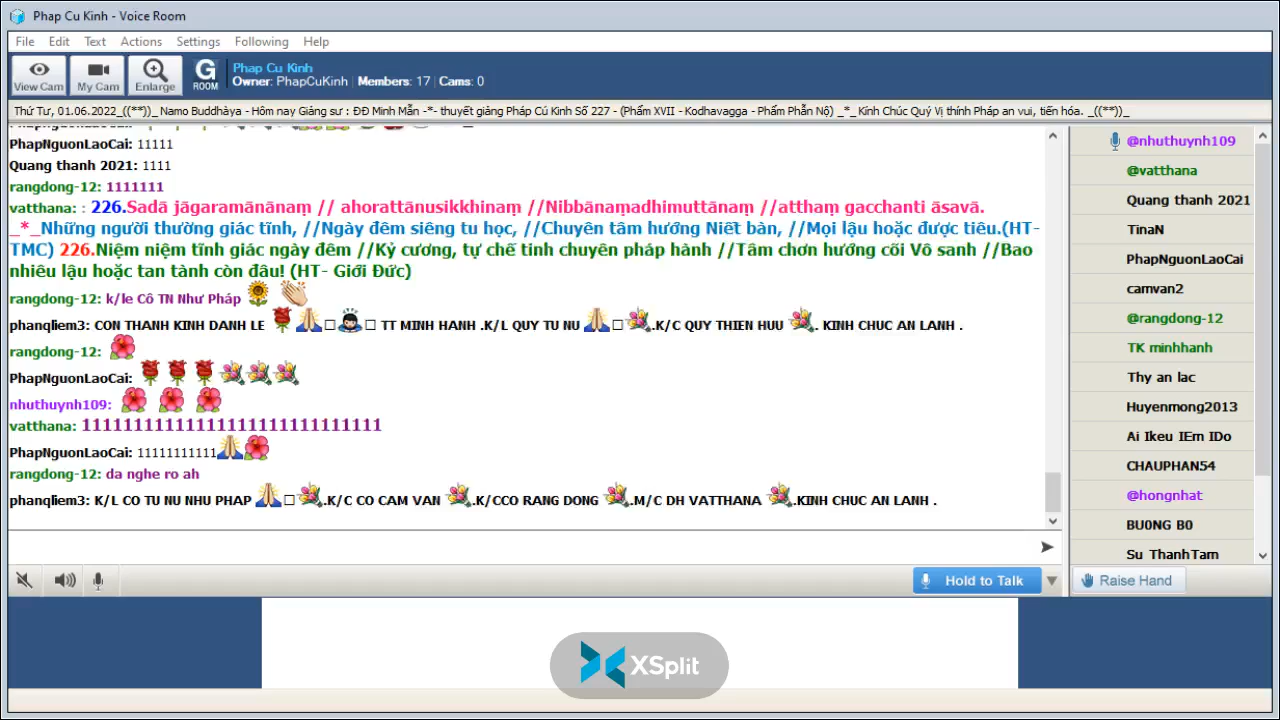 Phap Cu Kinh - Voice Room
File Edit Text Actions Settings Following Help
View Cam My Cam Enlarge G ROOM
Phap Cu Kinh
Owner: PhapCuKinh | Members: 17 | Cams: 0
Thứ Tư, 01.06.2022_((**))_ Namo Buddhàya - Hôm nay Giảng sư : ĐĐ Minh Mẫn -*- thuyết giảng Pháp Cú Kinh Số 227 - (Phẩm XVII - Kodhavagga - Phẩm Phẫn Nộ) _*_ Kính Chúc Quý Vị thính Pháp an vui, tiến hóa. _((**))_
PhapNguonLaoCai: 11111
Quang thanh 2021: 1111
rangdong-12: 1111111
vatthana: : 226.Sadā jāgaramānānaṃ // ahorattānusikkhinaṃ //Nibbānaṃadhimuttānaṃ //atthaṃ gacchanti āsavā.
_*_Những người thường giác tỉnh, //Ngày đêm siêng tu học, //Chuyên tâm hướng Niết bàn, //Mọi lậu hoặc được tiêu.(HT-
TMC) 226.Niệm niệm tĩnh giác ngày đêm //Kỷ cương, tự chế tinh chuyên pháp hành //Tâm chơn hướng cõi Vô sanh //Bao
nhiêu lậu hoặc tan tành còn đâu! (HT- Giới Đức)
rangdong-12: k/le Cô TN Như Pháp
phanqliem3: CON THANH KINH DANH LE TT MINH HANH .K/L QUY TU NU .K/C QUY THIEN HUU . KINH CHUC AN LANH .
rangdong-12:
PhapNguonLaoCai:
nhuthuynh109:
vatthana: 1111111111111111111111111111
PhapNguonLaoCai: 11111111111
rangdong-12: da nghe ro ah
phanqliem3: K/L CO TU NU NHU PHAP .K/C CO CAM VAN .K/CCO RANG DONG .M/C DH VATTHANA .KINH CHUC AN LANH .
Hold to Talk
@nhuthuynh109
@vatthana
Quang thanh 2021
TinaN
PhapNguonLaoCai
camvan2
@rangdong-12
TK minhhanh
Thy an lac
Huyenmong2013
Ai Ikeu IEm IDo
CHAUPHAN54
@hongnhat
BU0NG B0
Su ThanhTam
Raise Hand
XSplit